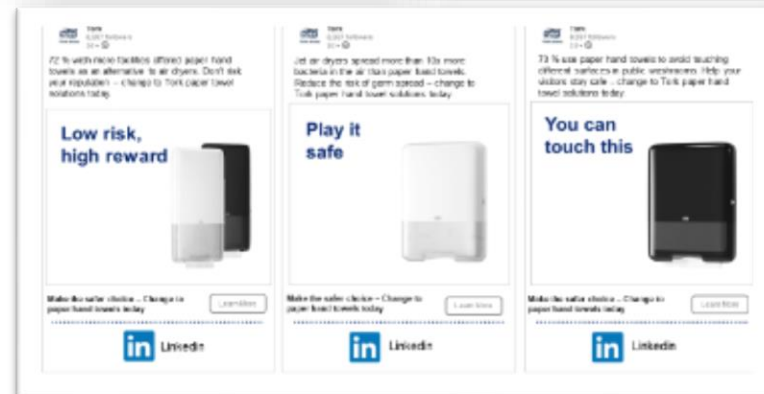 Tork
72 % wish more facilities offered paper hand
towels as an alternative to air dryers. Don't risk
your reputation – change to Tork paper towel
solutions today.
Low risk,
high reward
Make the safer choice – Change to
paper hand towels today
Learn More
LinkedIn
Tork
Jet air dryers spread more than 10x more
bacteria in the air than paper hand towels.
Reduce the risk of germ spread – change to
Tork paper hand towel solutions today
Play it
safe
Make the safer choice – Change to
paper hand towels today
Learn More
LinkedIn
Tork
73 % use paper hand towels to avoid touching
different surfaces in public washrooms. Help your
visitors stay safe – change to Tork paper hand
towel solutions today
You can
touch this
Make the safer choice – Change to
paper hand towels today
Learn More
LinkedIn